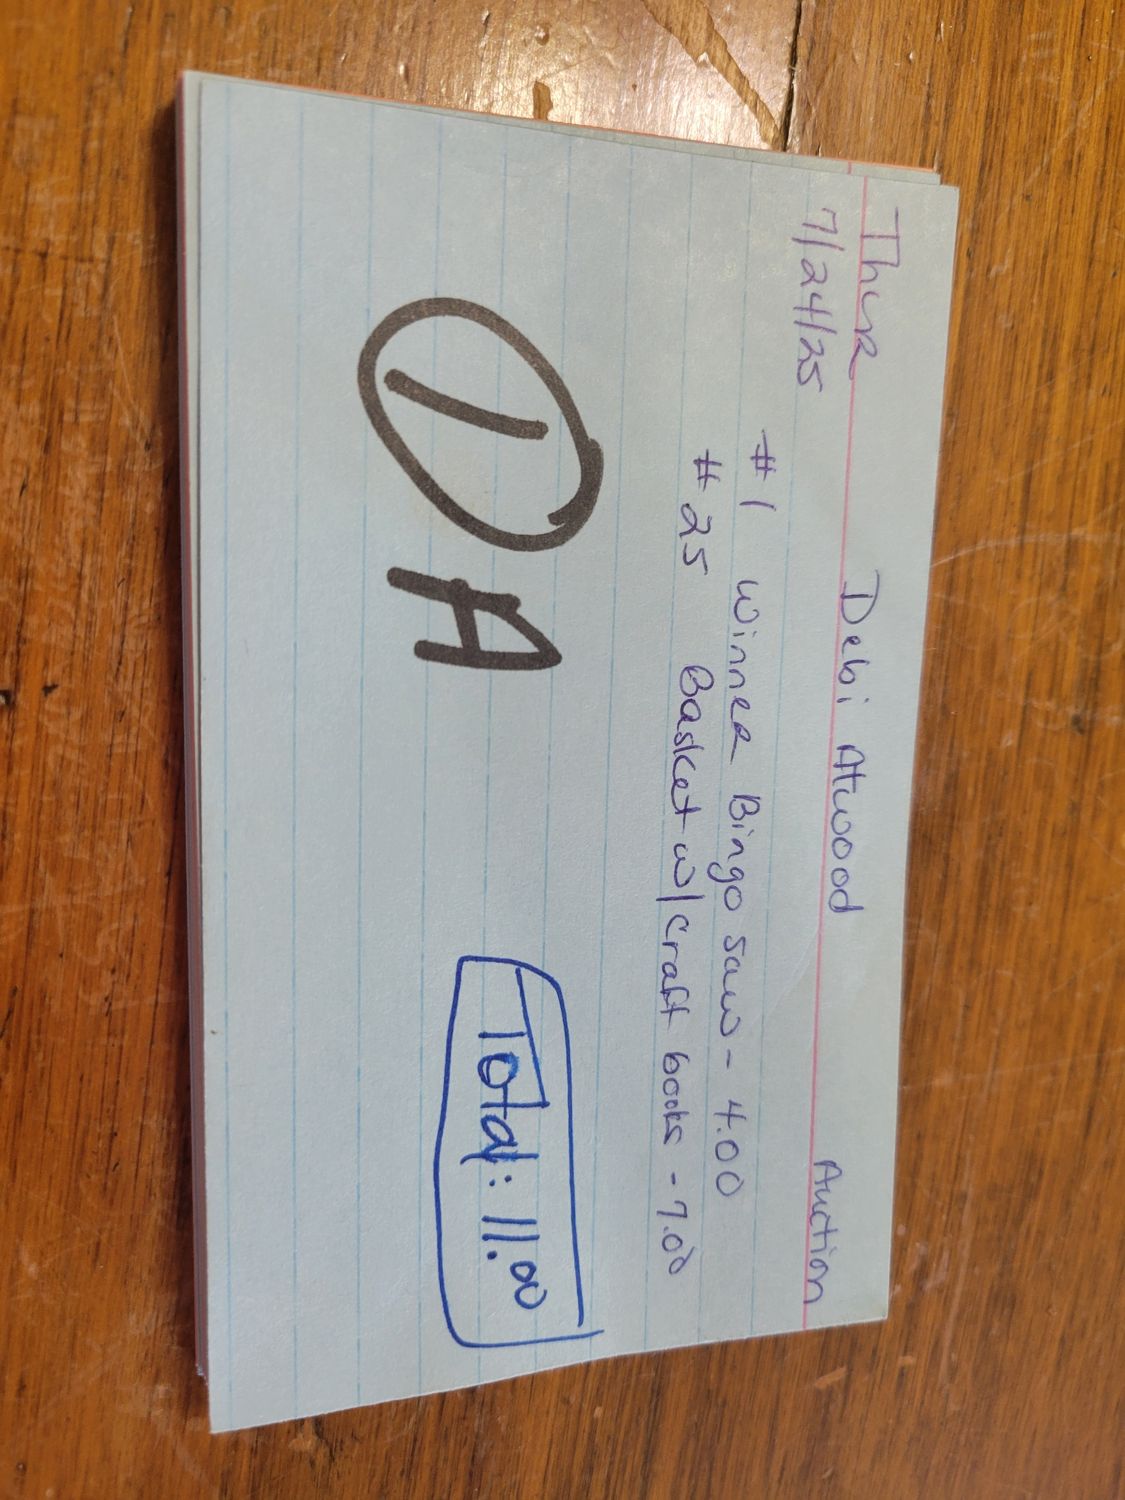 Thur Debi Atwood Auction
7/24/25
#1 Winner Bingo saw - 4.00
#25 Basket w/ craft books - 7.00
1 A
Total: 11.00